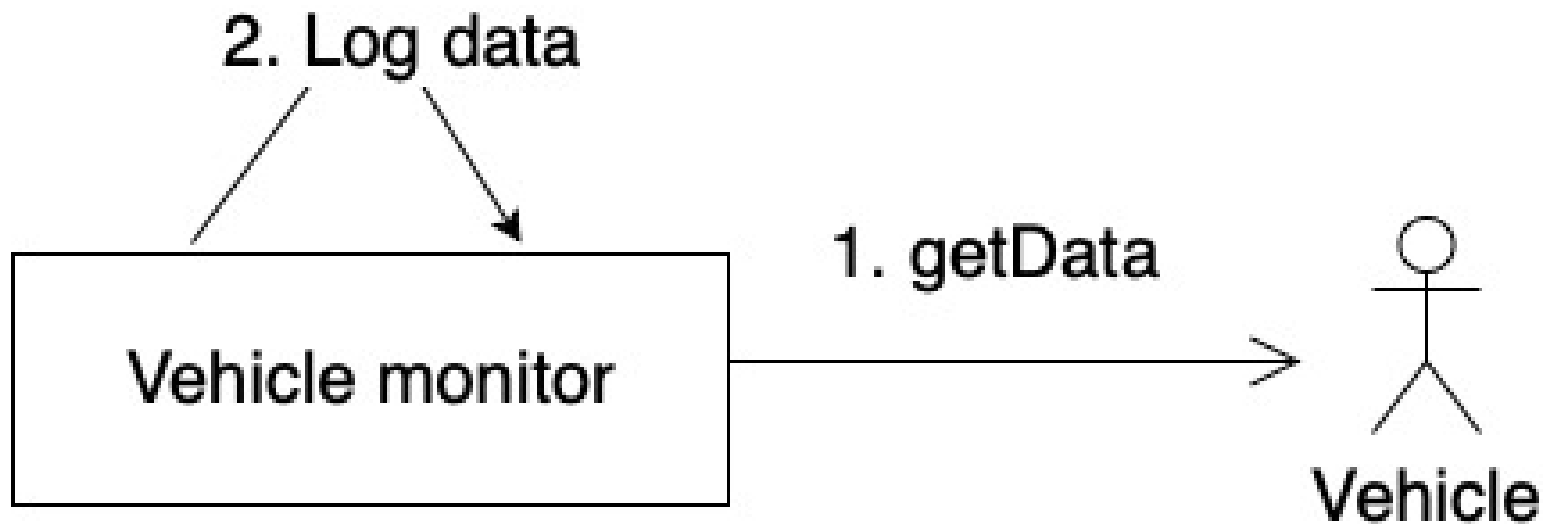 2. Log data
1. getData
Vehicle monitor
Vehicle